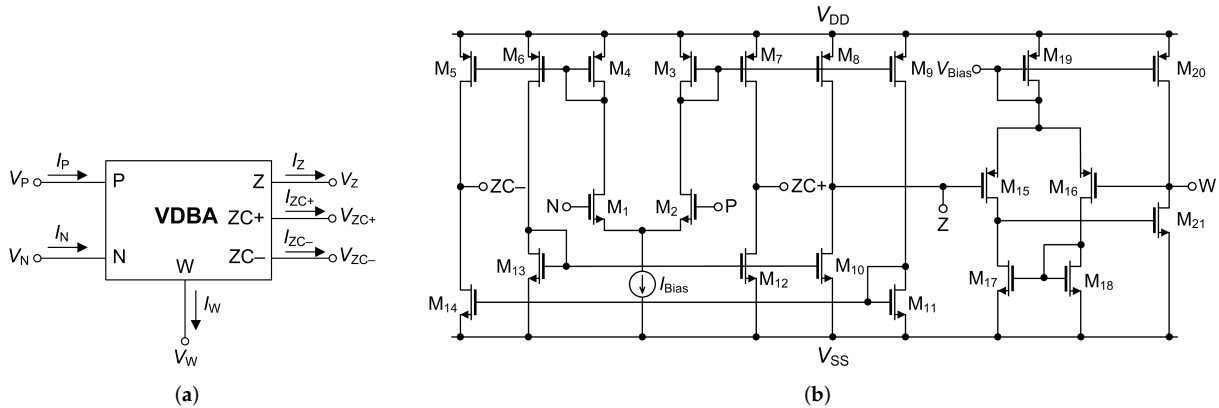 I_P
V_P
P
V_N
I_N
N
VDBA
W
I_W
V_W
Z
I_Z
V_Z
ZC+
I_ZC+
V_ZC+
ZC–
I_ZC–
V_ZC–
(a)
V_DD
M_5
M_6
M_4
M_3
M_7
M_8
M_9
V_Bias
M_19
M_20
ZC–
N
M_1
M_2
P
ZC+
Z
M_15
M_16
W
M_13
I_Bias
M_12
M_10
M_21
M_14
M_11
M_17
M_18
V_SS
(b)